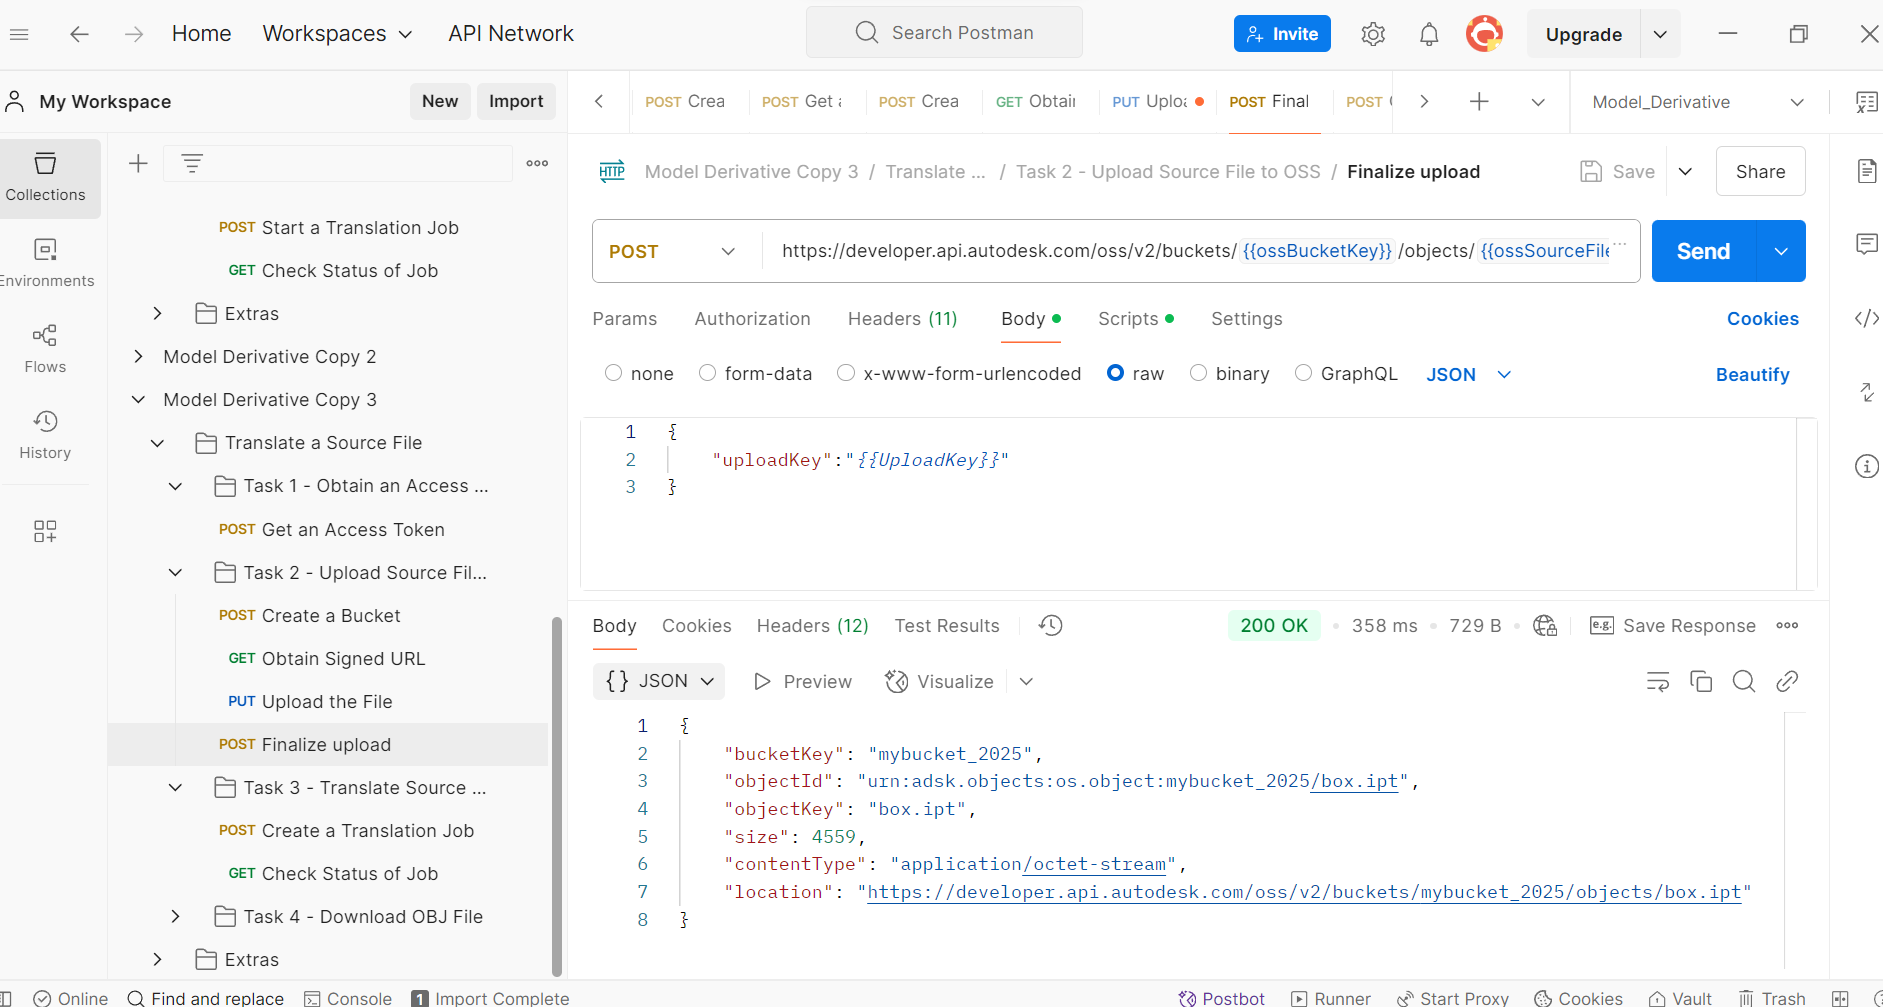 Home Workspaces API Network Search Postman Invite Upgrade
My Workspace New Import POST Crea POST Get POST Crea GET Obtain PUT Uploa POST Final POST Model_Derivative
Collections
Environments
Flows
History
POST Start a Translation Job
GET Check Status of Job
Extras
Model Derivative Copy 2
Model Derivative Copy 3
Translate a Source File
Task 1 - Obtain an Access ...
POST Get an Access Token
Task 2 - Upload Source Fil...
POST Create a Bucket
GET Obtain Signed URL
PUT Upload the File
POST Finalize upload
Task 3 - Translate Source ...
POST Create a Translation Job
GET Check Status of Job
Task 4 - Download OBJ File
Extras
HTTP Model Derivative Copy 3 / Translate ... / Task 2 - Upload Source File to OSS / Finalize upload Save Share
POST https://developer.api.autodesk.com/oss/v2/buckets/ {{ossBucketKey}} /objects/ {{ossSourceFile ... Send
Params Authorization Headers (11) Body Scripts Settings Cookies
none form-data x-www-form-urlencoded raw binary GraphQL JSON Beautify
1 {
2 "uploadKey":"{{UploadKey}}"
3 }
Body Cookies Headers (12) Test Results 200 OK 358 ms 729 B e.g. Save Response
{} JSON Preview Visualize
1 {
2 "bucketKey": "mybucket_2025",
3 "objectId": "urn:adsk.objects:os.object:mybucket_2025/box.ipt",
4 "objectKey": "box.ipt",
5 "size": 4559,
6 "contentType": "application/octet-stream",
7 "location": "https://developer.api.autodesk.com/oss/v2/buckets/mybucket_2025/objects/box.ipt"
8 }
Online Find and replace Console 1 Import Complete Postbot Runner Start Proxy Cookies Vault Trash